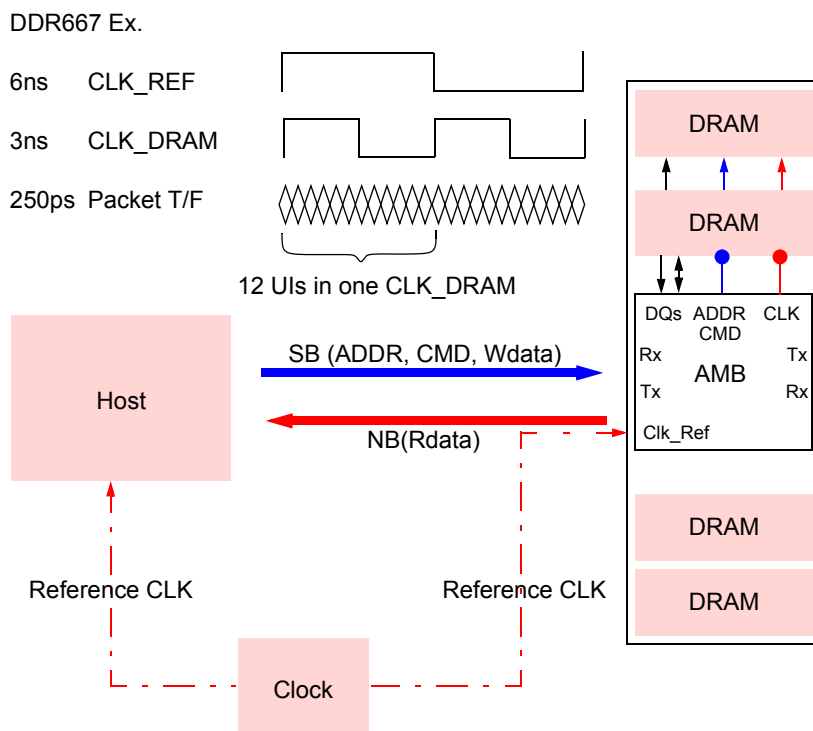 DDR667 Ex.
6ns CLK_REF
3ns CLK_DRAM
250ps Packet T/F
12 UIs in one CLK_DRAM
DRAM
DRAM
DQs ADDR CLK
CMD
Rx Tx
AMB
Tx Rx
Clk_Ref
SB (ADDR, CMD, Wdata)
Host
NB(Rdata)
DRAM
Reference CLK
Reference CLK
DRAM
Clock